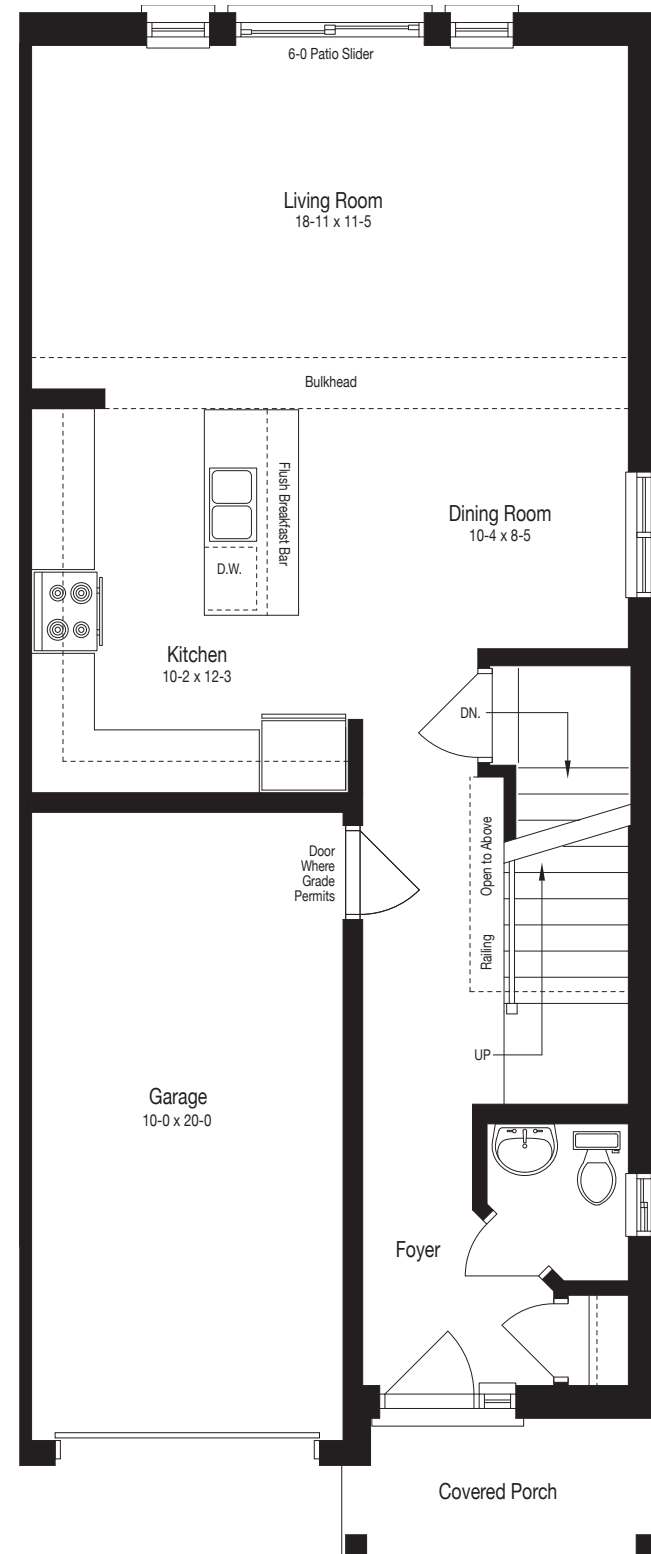 6-0 Patio Slider
Living Room
18-11 x 11-5
Bulkhead
Flush Breakfast Bar
Dining Room
10-4 x 8-5
D.W.
Kitchen
10-2 x 12-3
DN.
Door
Where
Grade
Permits
Open to Above
Railing
UP
Garage
10-0 x 20-0
Foyer
Covered Porch